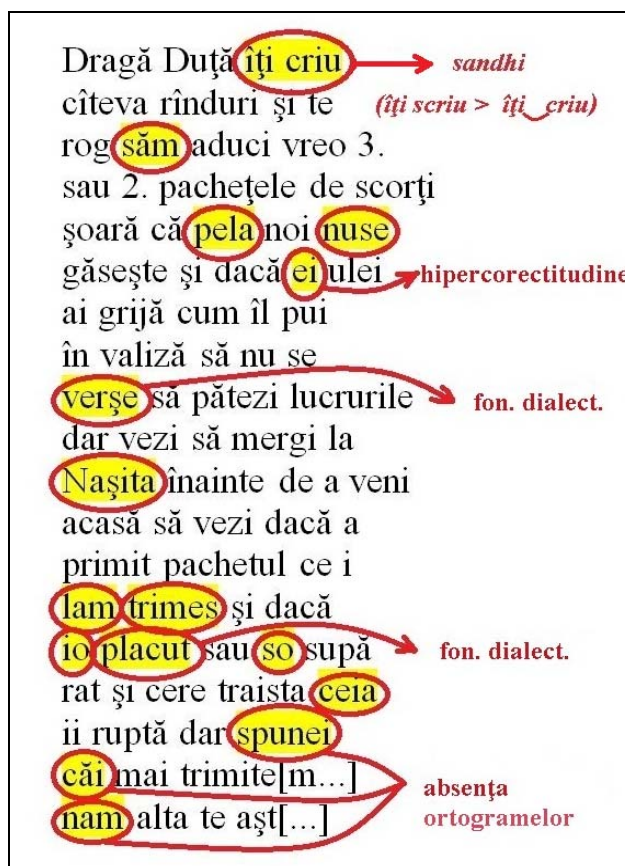 Dragă Duţă îţi criu sandhi
cîteva rînduri şi te (îţi scriu > îţi criu)
rog săm aduci vreo 3.
sau 2. pacheţele de scorţi
şoară că pela noi nuse
găseşte şi dacă ei ulei hipercorectitudine
ai grijă cum îl pui
în valiză să nu se
verşe să pătezi lucrurile fon. dialect.
dar vezi să mergi la
Naşita înainte de a veni
acasă să vezi dacă a
primit pachetul ce i
lam trimes şi dacă
io placut sau so supă fon. dialect.
rat şi cere traista ceia
ii ruptă dar spunei
căi mai trimite[m...] absenţa
nam alta te aşt[...] ortogramelor